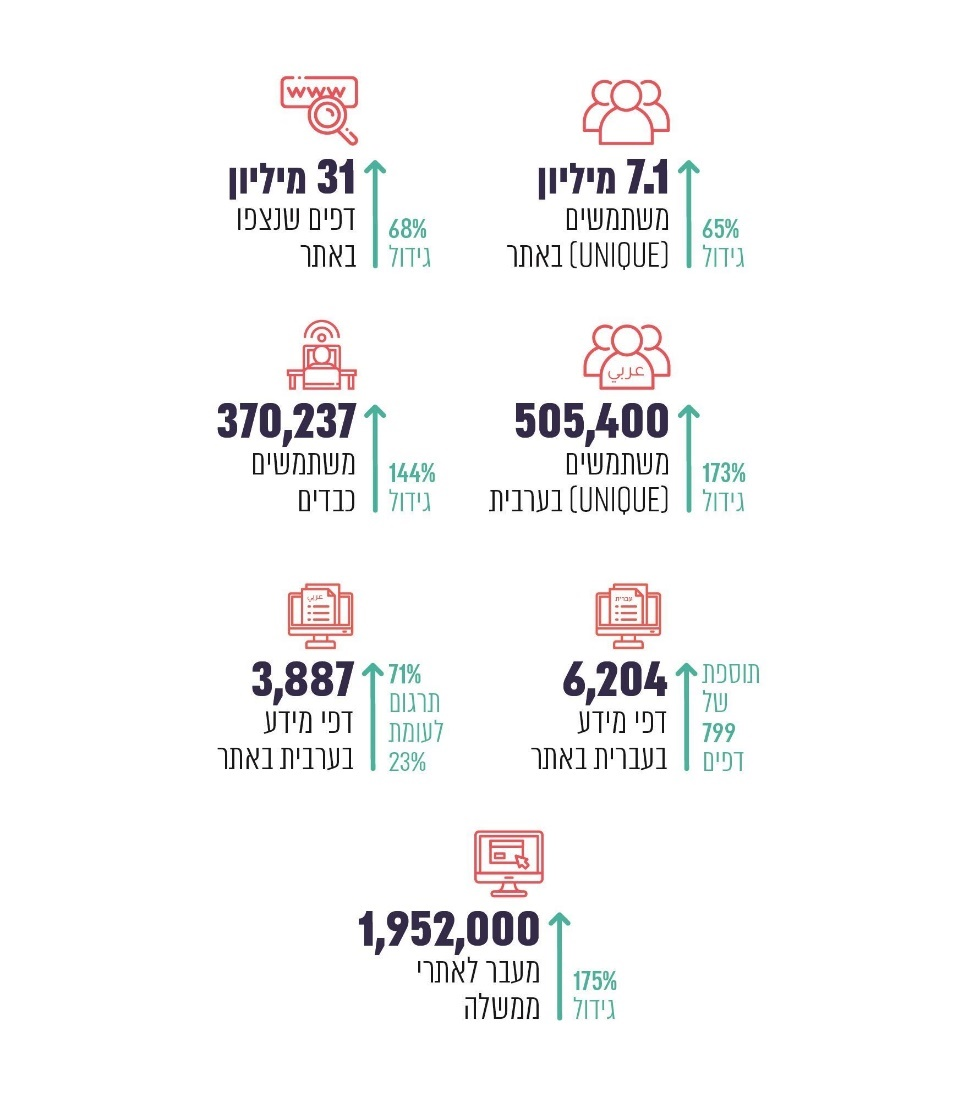 7.1 מיליון
משתמשים
(UNIQUE) באתר
65%
גידול
www
31 מיליון
דפים שנצפו
באתר
68%
גידול
عربي
505,400
משתמשים
(UNIQUE) בערבית
173%
גידול
370,237
משתמשים
כבדים
144%
גידול
עברית
6,204
דפי מידע
בעברית באתר
תוספת
של
799
דפים
عربي
3,887
דפי מידע
בערבית באתר
71%
תרגום
לעומת
23%
1,952,000
מעבר לאתרי
ממשלה
175%
גידול